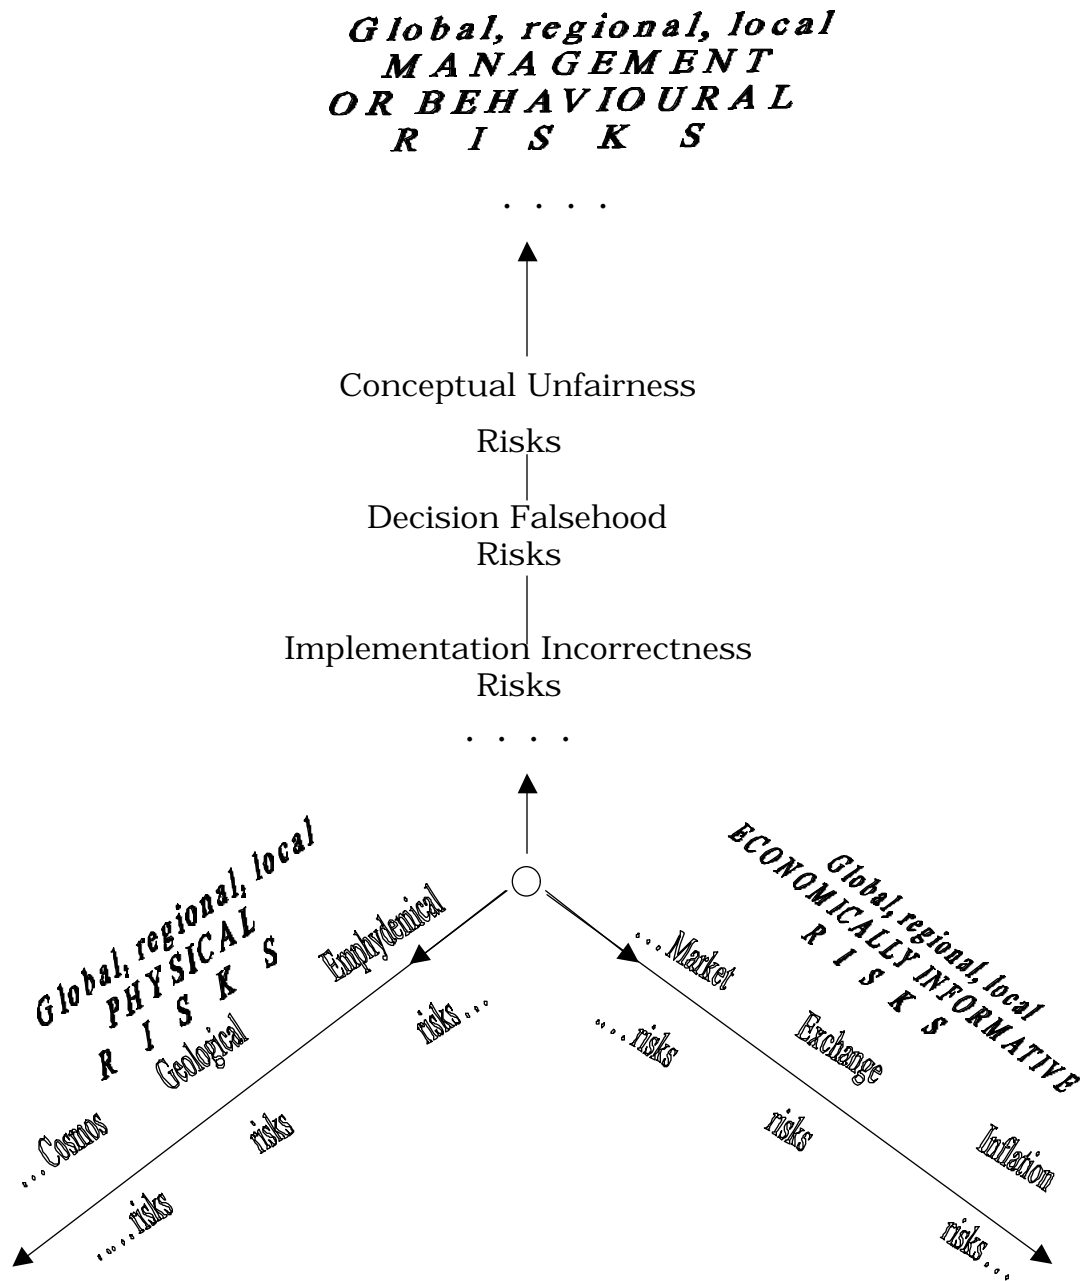 Global, regional, local
MANAGEMENT
OR BEHAVIOURAL
RISKS
. . . .
Conceptual Unfairness
Risks
Decision Falsehood
Risks
Implementation Incorrectness
Risks
. . . .
Global, regional, local
PHYSICAL
RISKS
Emphydemical
risks ...
Geological
risks
...Cosmos
.....risks
Global, regional, local
ECONOMICALLY INFORMATIVE
RISKS
...Market
....risks
Exchange
risks
Inflation
risks...